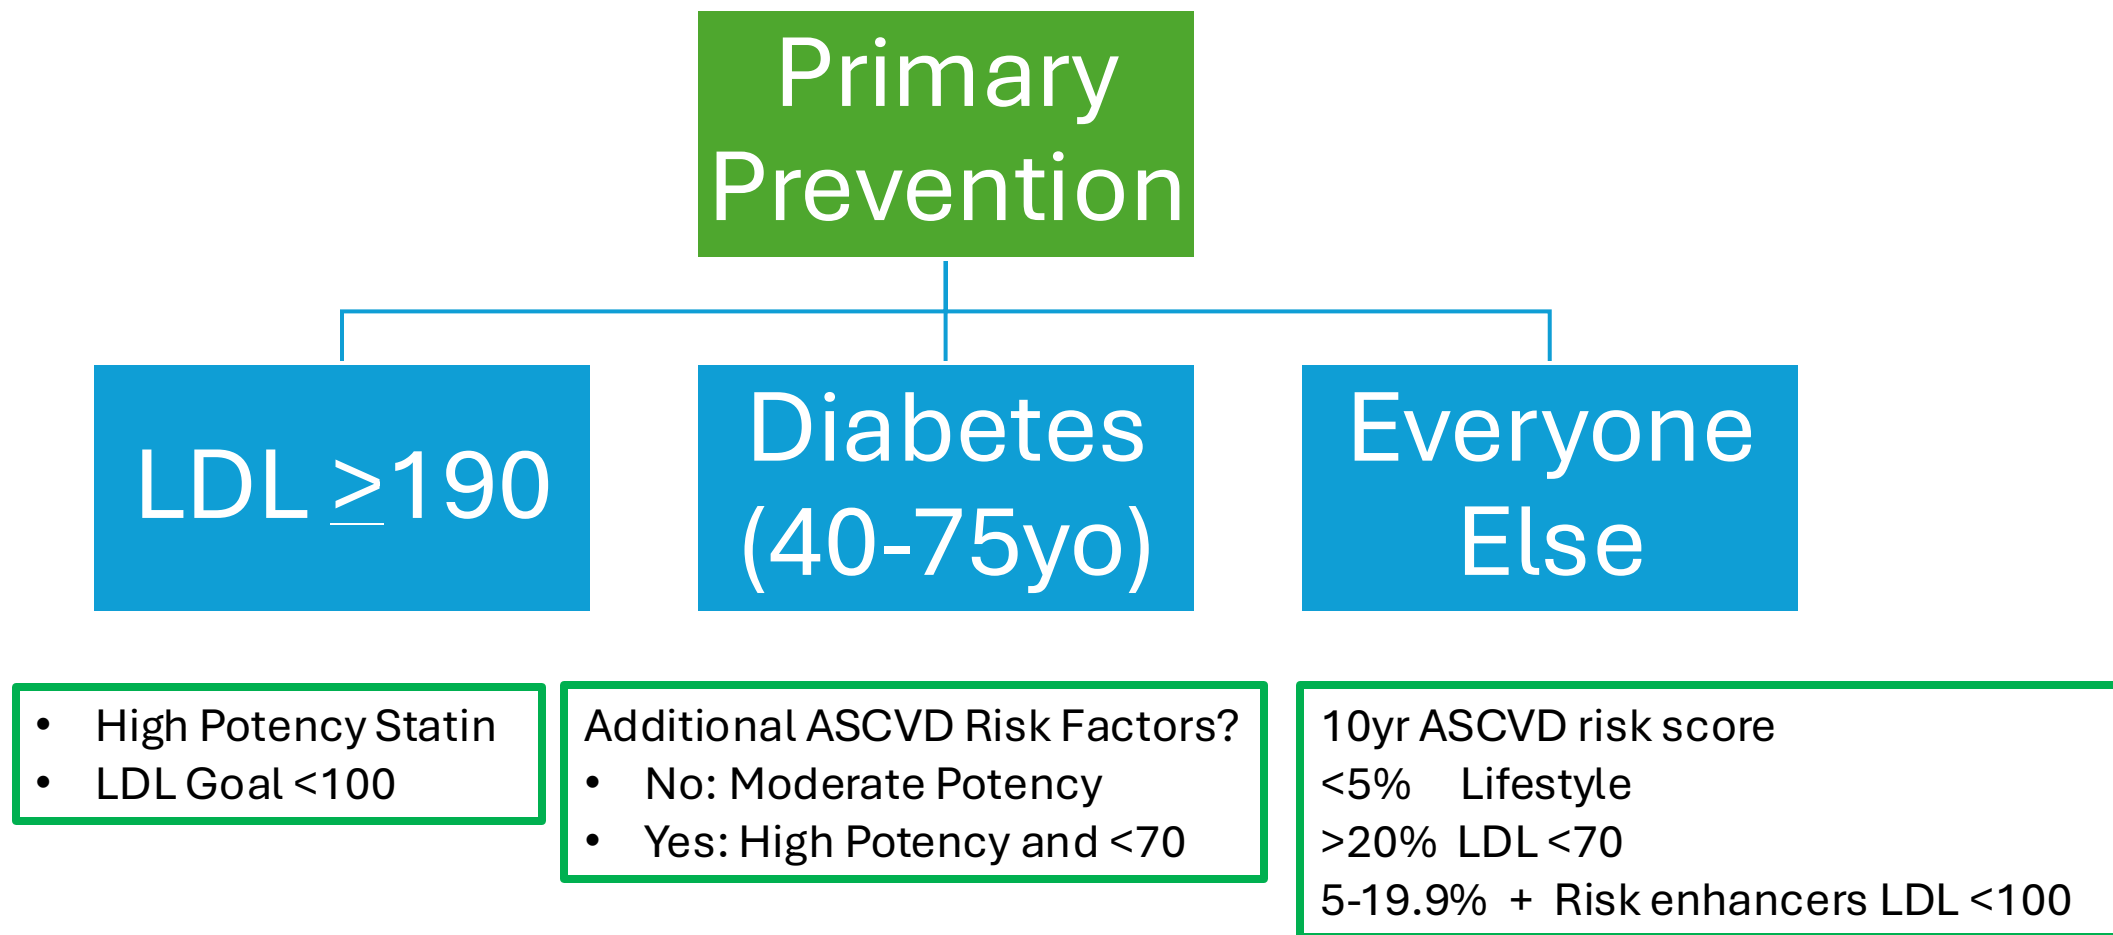 Primary
Prevention
LDL >190
Diabetes
(40-75yo)
Everyone
Else
• High Potency Statin
• LDL Goal <100
Additional ASCVD Risk Factors?
• No: Moderate Potency
• Yes: High Potency and <70
10yr ASCVD risk score
<5% Lifestyle
>20% LDL <70
5-19.9% + Risk enhancers LDL <100